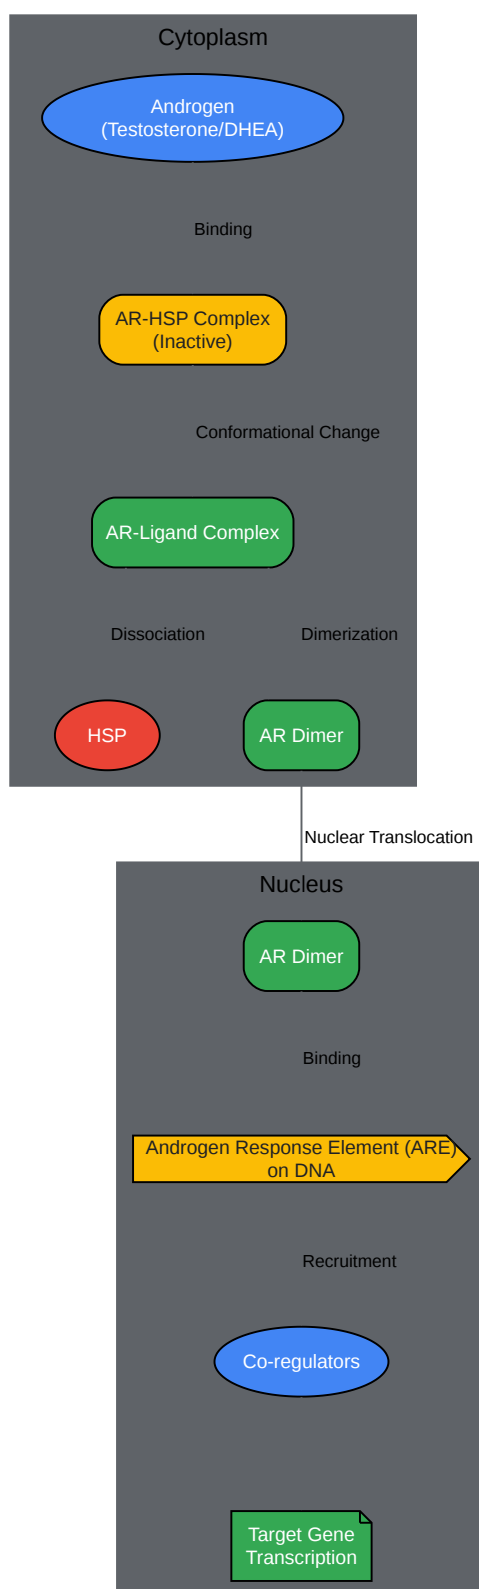 Cytoplasm
Androgen
(Testosterone/DHEA)
Binding
AR-HSP Complex
(Inactive)
Conformational Change
AR-Ligand Complex
Dissociation
Dimerization
HSP
AR Dimer
Nuclear Translocation
Nucleus
AR Dimer
Binding
Androgen Response Element (ARE)
on DNA
Recruitment
Co-regulators
Target Gene
Transcription